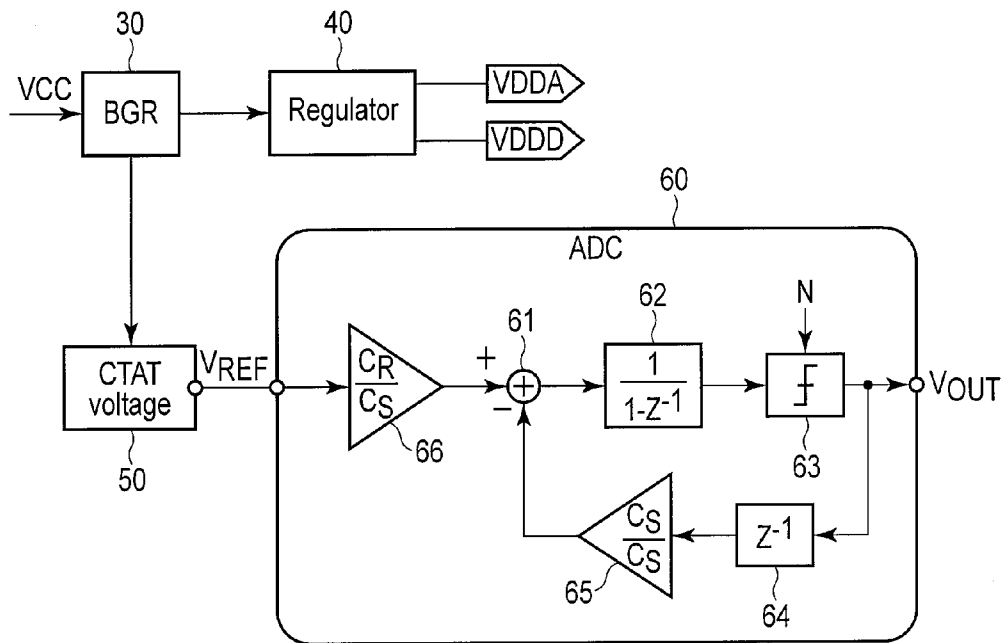 30
40
VCC
BGR
Regulator
VDDA
VDDD
60
ADC
CTAT
voltage
50
VREF
CR
CS
66
+
−
61
+
62
1
1-Z-1
N
63
VOUT
CS
CS
65
Z-1
64